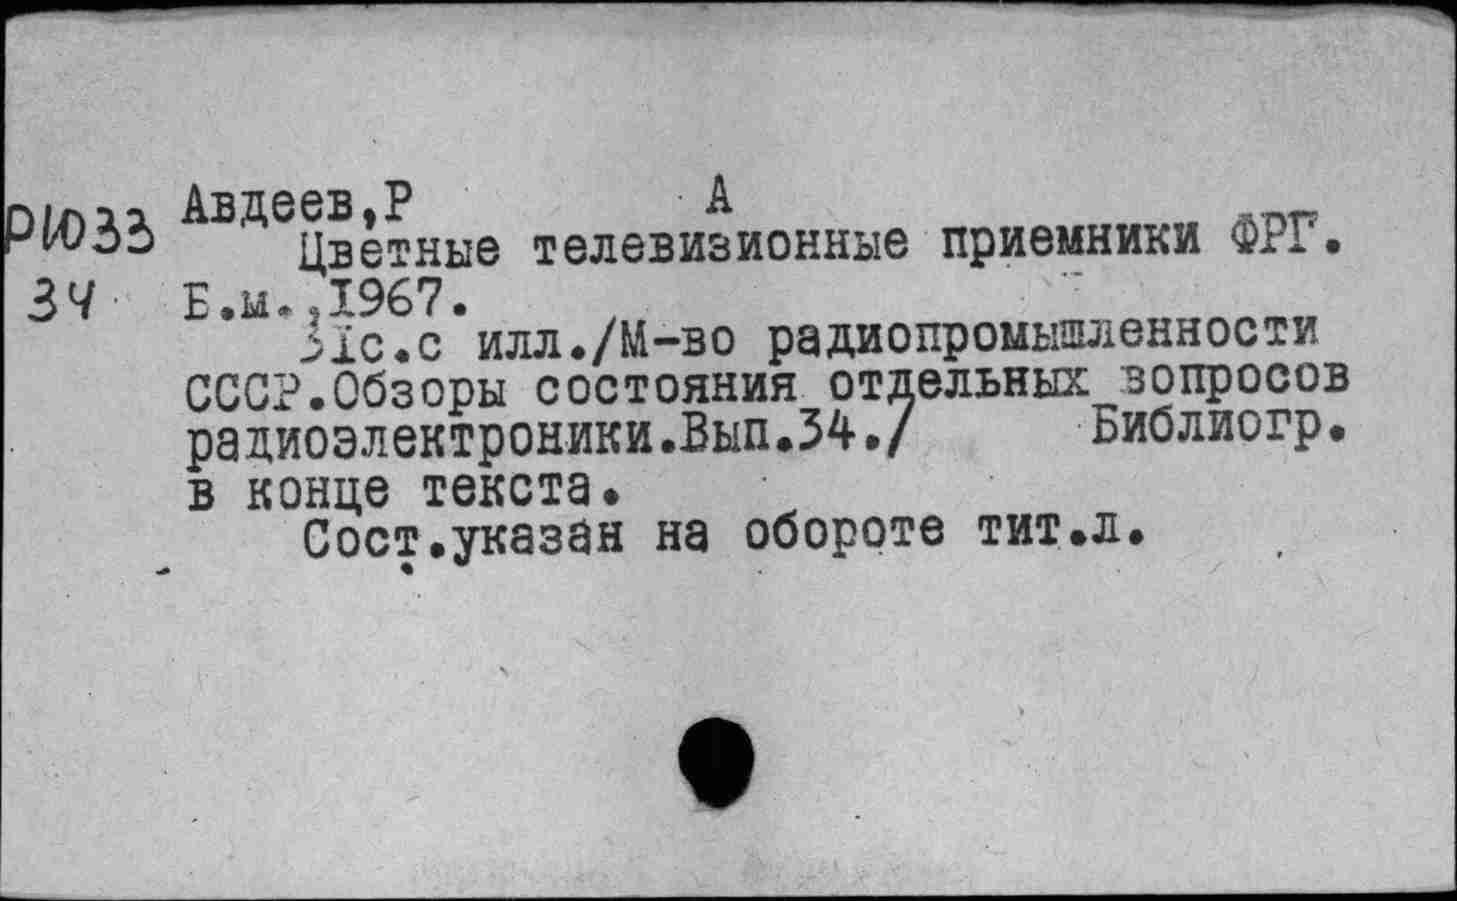 Авдеев,Р А
РЮ33 Цветные телевизионные приемники ФРГ.
34 Б.м.,1967.
31с.с илл./М-во радиопромышленности
СССР.Обзоры состояния отдельных вопросов
радиоэлектроники.Вып.34./ Библиогр.
в конце текста.
Сост.указан на обороте тит.л.